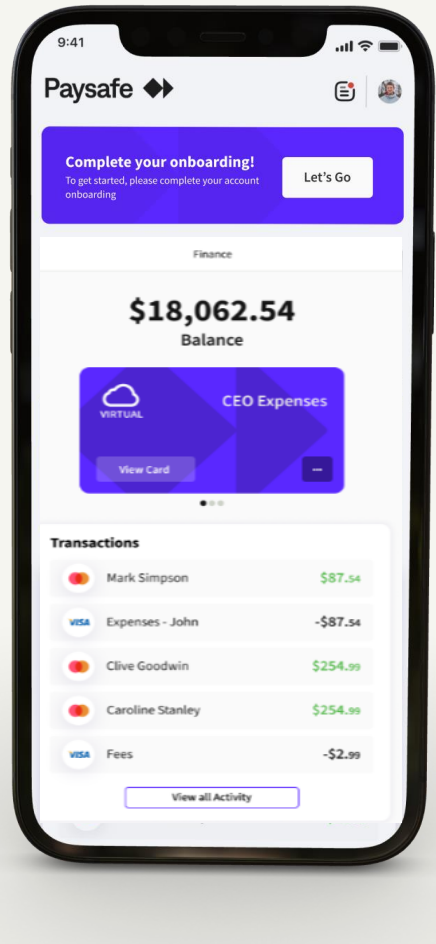 9:41
Paysafe
Complete your onboarding!
To get started, please complete your account
onboarding
Let's Go
Finance
$18,062.54
Balance
VIRTUAL
CEO Expenses
View Card
Transactions
Mark Simpson
$87.54
VISA
Expenses - John
-$87.54
Clive Goodwin
$254.99
Caroline Stanley
$254.99
VISA
Fees
-$2.99
View all Activity